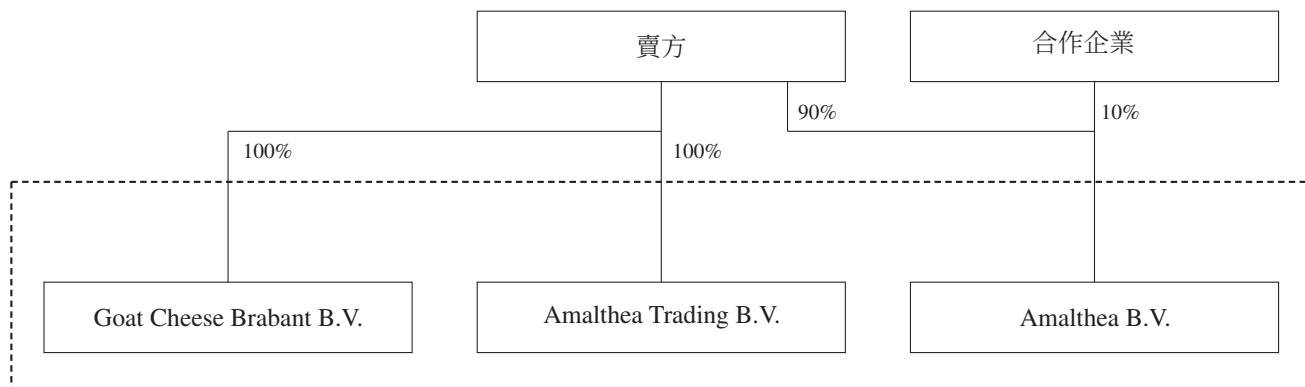 賣方
合作企業
90%
10%
100%
100%
Goat Cheese Brabant B.V.
Amalthea Trading B.V.
Amalthea B.V.